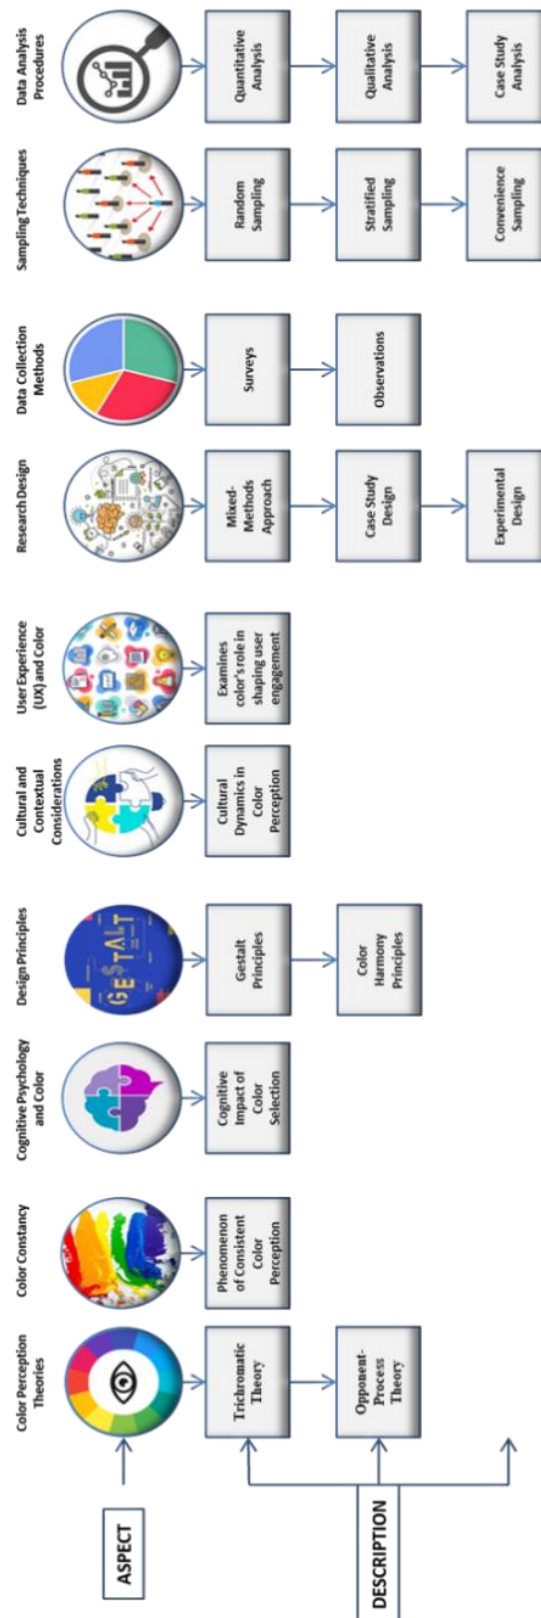 ASPECT
DESCRIPTION
Color Perception
Theories
Trichromatic
Theory
Opponent-
Process
Theory
Color Constancy
Phenomenon
of Consistent
Color
Perception
Cognitive Psychology
and Color
Cognitive
Impact of
Color
Selection
Design Principles
GESTALT
Gestalt
Principles
Color
Harmony
Principles
Cultural and
Contextual
Considerations
Cultural
Dynamics in
Color
Perception
User Experience
(UX) and Color
Examines
color's role in
shaping user
engagement
Research Design
Mixed-
Methods
Approach
Case Study
Design
Experimental
Design
Data Collection
Methods
Surveys
Observations
Sampling Techniques
Random
Sampling
Stratified
Sampling
Convenience
Sampling
Data Analysis
Procedures
Quantitative
Analysis
Qualitative
Analysis
Case Study
Analysis